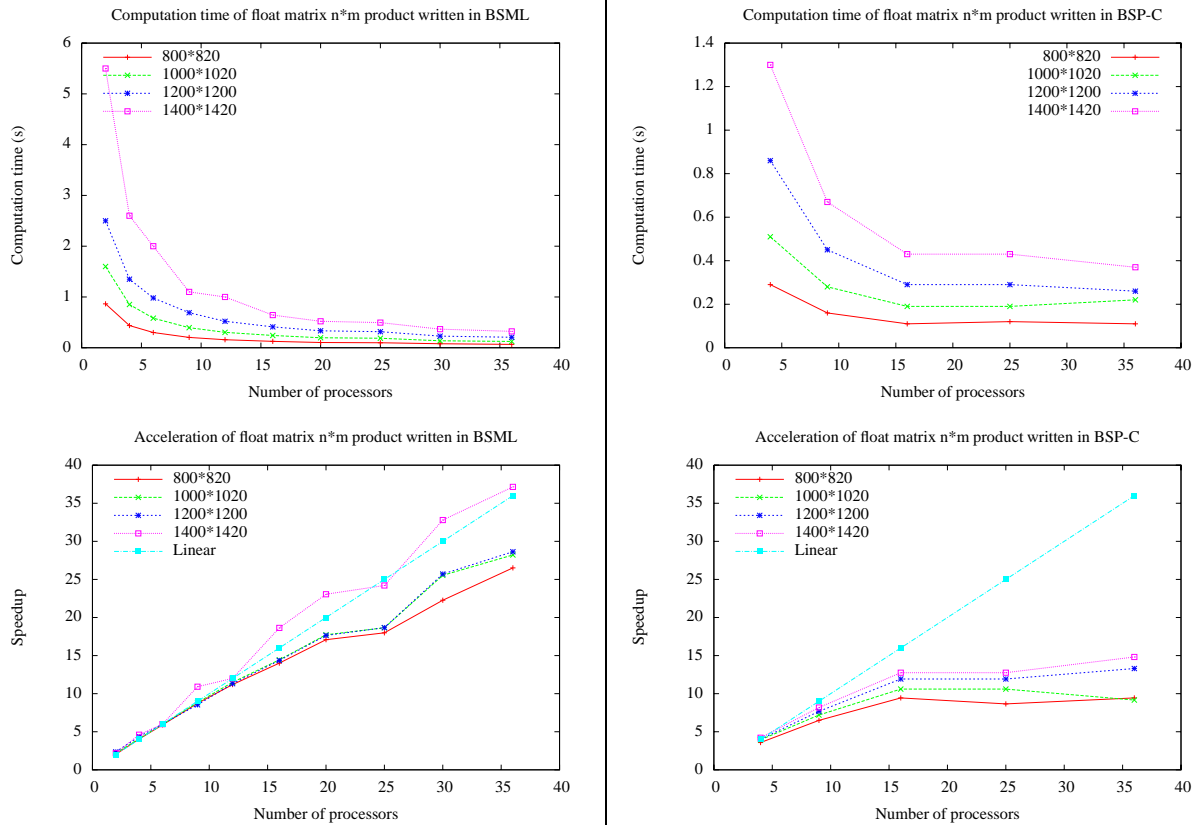 Computation time of float matrix n*m product written in BSML
6
5
4
3
2
1
0
0 5 10 15 20 25 30 35 40
Computation time (s)
Number of processors
800*820
1000*1020
1200*1200
1400*1420
Computation time of float matrix n*m product written in BSP-C
1.4
1.2
1
0.8
0.6
0.4
0.2
0
0 5 10 15 20 25 30 35 40
Computation time (s)
Number of processors
800*820
1000*1020
1200*1200
1400*1420
Acceleration of float matrix n*m product written in BSML
40
35
30
25
20
15
10
5
0
0 5 10 15 20 25 30 35 40
Speedup
Number of processors
800*820
1000*1020
1200*1200
1400*1420
Linear
Acceleration of float matrix n*m product written in BSP-C
40
35
30
25
20
15
10
5
0
0 5 10 15 20 25 30 35 40
Speedup
Number of processors
800*820
1000*1020
1200*1200
1400*1420
Linear